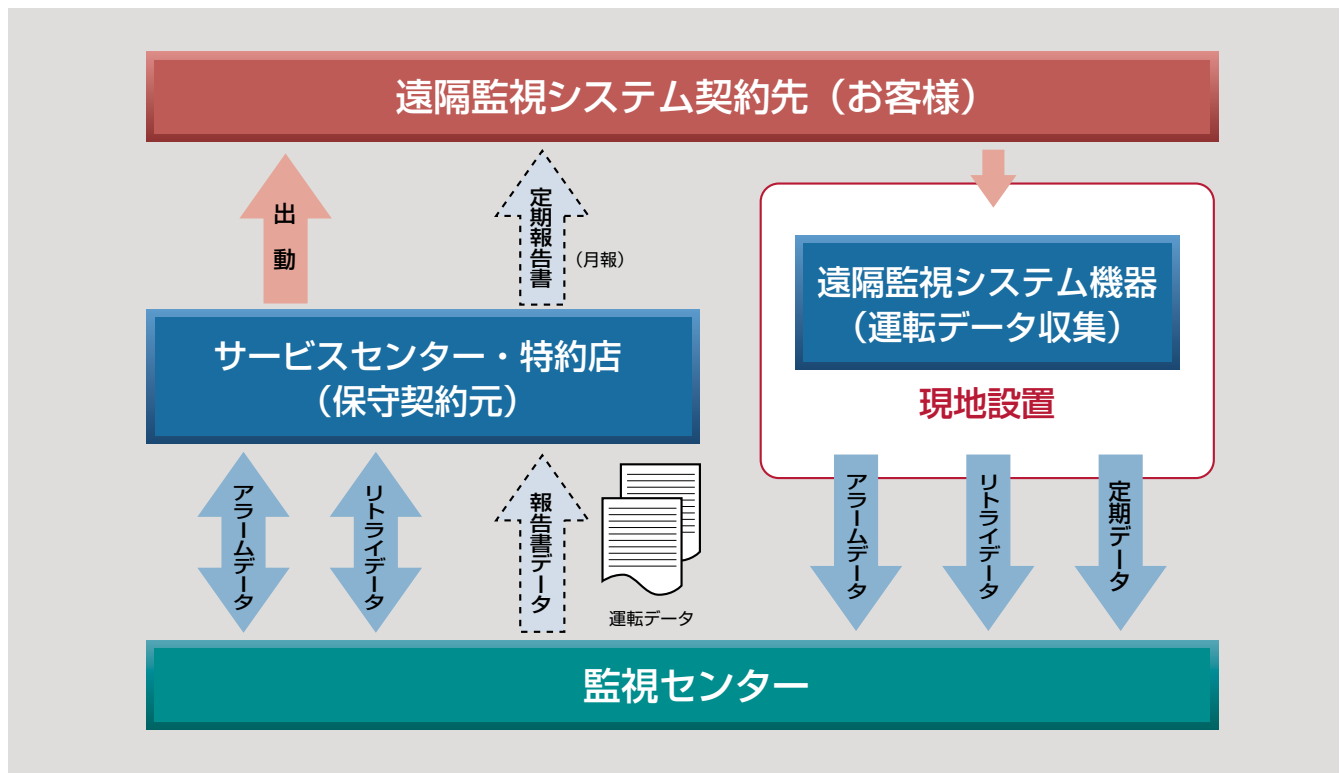 遠隔監視システム契約先（お客様）
出動
定期報告書
（月報）
遠隔監視システム機器
（運転データ収集）
現地設置
サービスセンター・特約店
（保守契約元）
アラームデータ
リトライデータ
報告書データ
運転データ
アラームデータ
リトライデータ
定期データ
監視センター